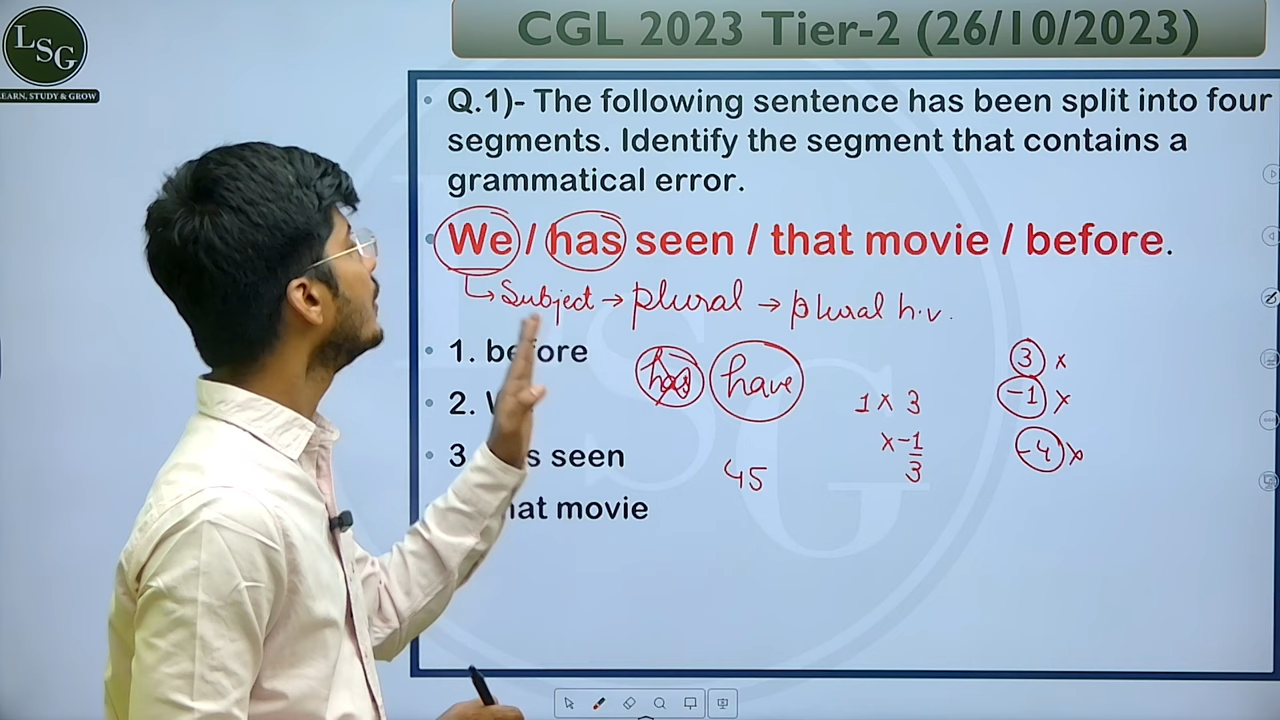 LSG
LEARN, STUDY & GROW
CGL 2023 Tier-2 (26/10/2023)
Q.1)- The following sentence has been split into four
segments. Identify the segment that contains a
grammatical error.
We / has seen / that movie / before.
Subject → plural → plural h.v.
1. before
has have
3 x
-1 x
-4 x
1 x 3
x -1
3
2.
3 seen
45
movie